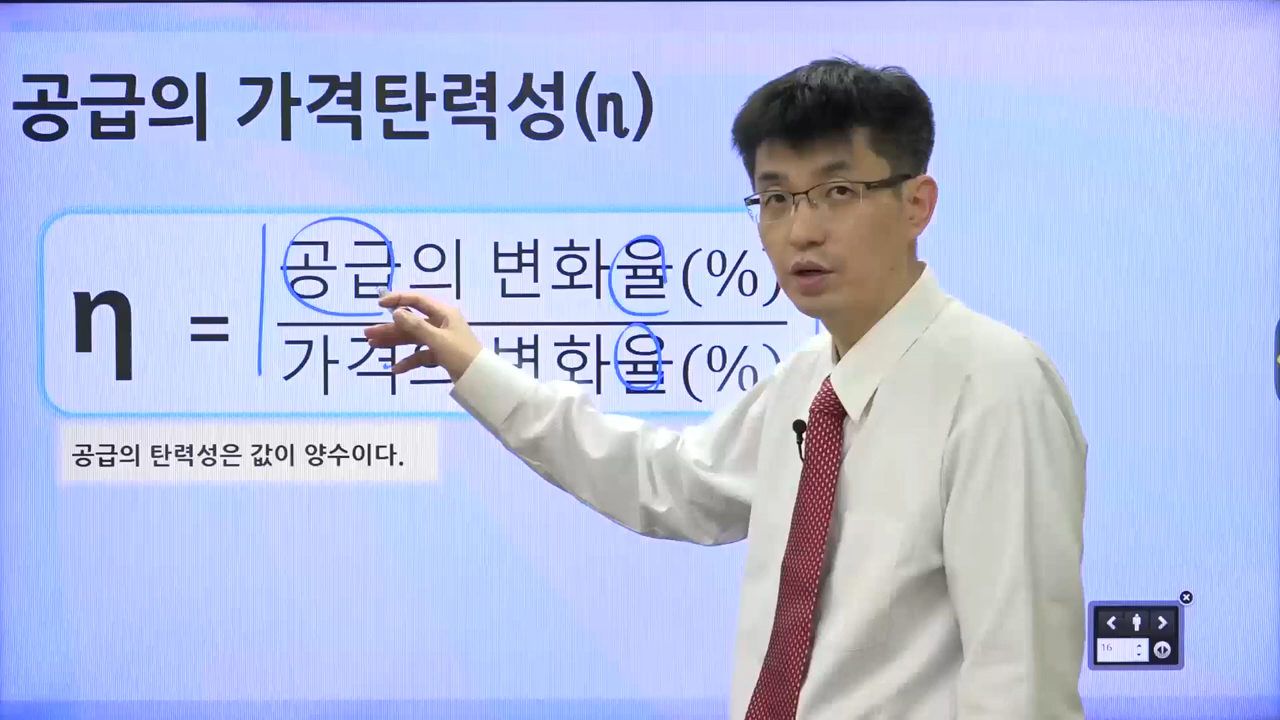 공급의 가격탄력성(η)
η = 공급의 변화율(%)
가격의 변화율(%)
공급의 탄력성은 값이 양수이다.
16